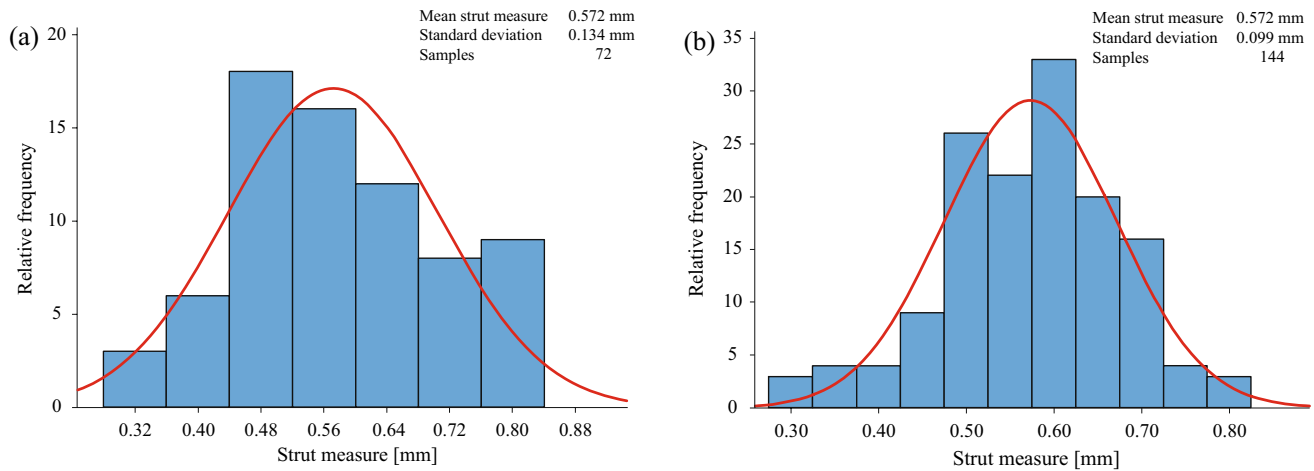 (a)
Mean strut measure 0.572 mm
Standard deviation 0.134 mm
Samples 72
Relative frequency
20
15
10
5
0
0.32 0.40 0.48 0.56 0.64 0.72 0.80 0.88
Strut measure [mm]
(b)
Mean strut measure 0.572 mm
Standard deviation 0.099 mm
Samples 144
Relative frequency
35
30
25
20
15
10
5
0
0.30 0.40 0.50 0.60 0.70 0.80
Strut measure [mm]